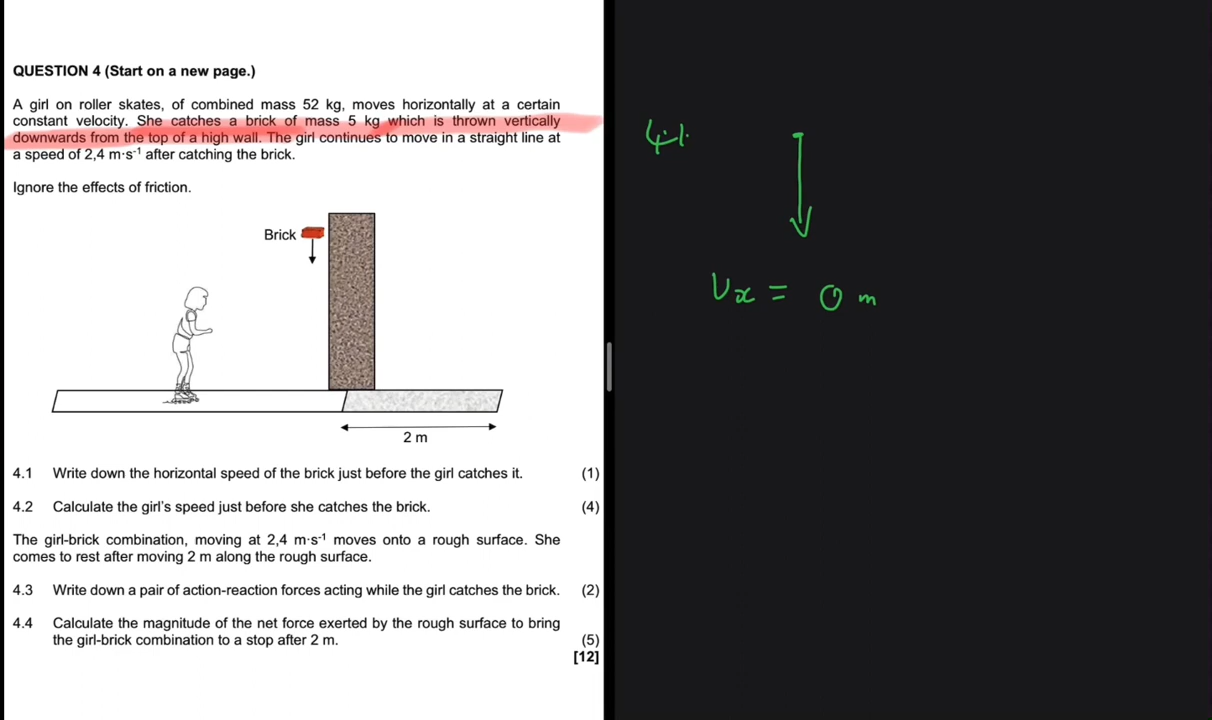 QUESTION 4 (Start on a new page.)
A girl on roller skates, of combined mass 52 kg, moves horizontally at a certain
constant velocity. She catches a brick of mass 5 kg which is thrown vertically
downwards from the top of a high wall. The girl continues to move in a straight line at
a speed of 2,4 m·s⁻¹ after catching the brick.
Ignore the effects of friction.
Brick
2 m
4.1 Write down the horizontal speed of the brick just before the girl catches it. (1)
4.2 Calculate the girl's speed just before she catches the brick. (4)
The girl-brick combination, moving at 2,4 m·s⁻¹ moves onto a rough surface. She
comes to rest after moving 2 m along the rough surface.
4.3 Write down a pair of action-reaction forces acting while the girl catches the brick. (2)
4.4 Calculate the magnitude of the net force exerted by the rough surface to bring
the girl-brick combination to a stop after 2 m. (5)
[12]
4.1.
Vx = 0 m